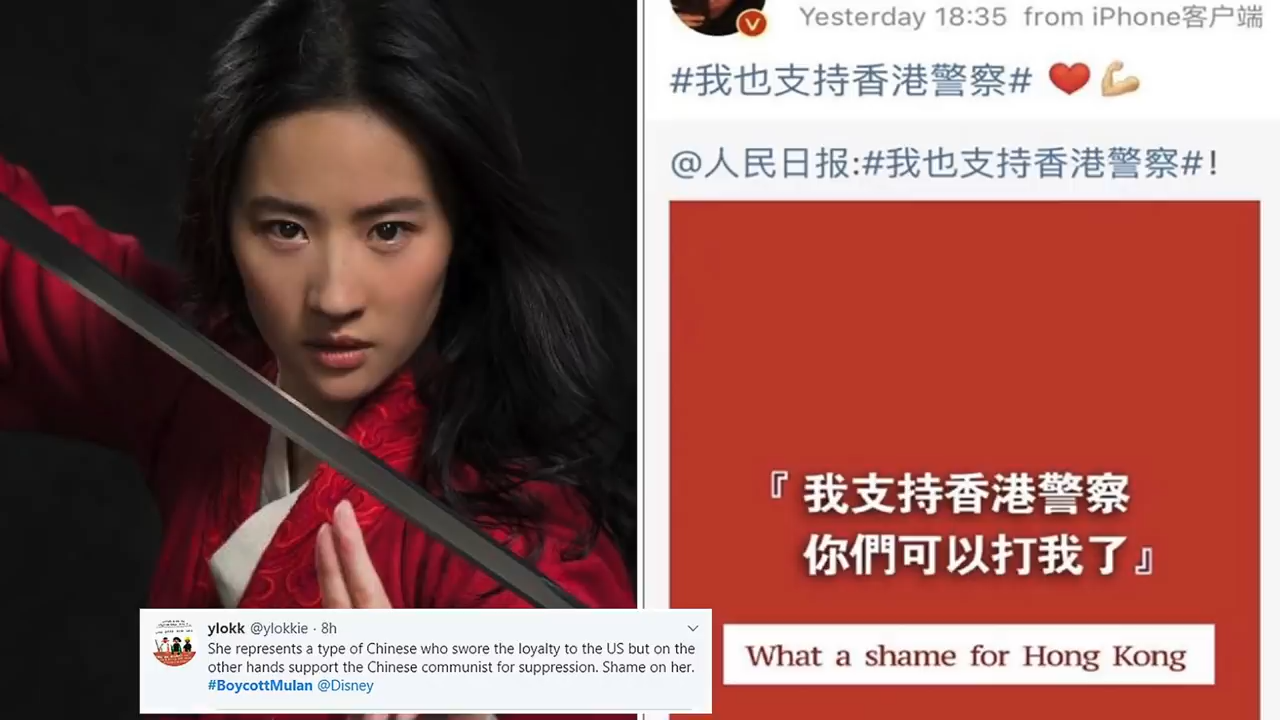 Yesterday 18:35 from iPhone客户端
#我也支持香港警察# ❤️💪🏼
@人民日报:#我也支持香港警察#!
『我支持香港警察
你們可以打我了』
What a shame for Hong Kong
ylokk @ylokkie · 8h
She represents a type of Chinese who swore the loyalty to the US but on the
other hands support the Chinese communist for suppression. Shame on her.
#BoycottMulan @Disney